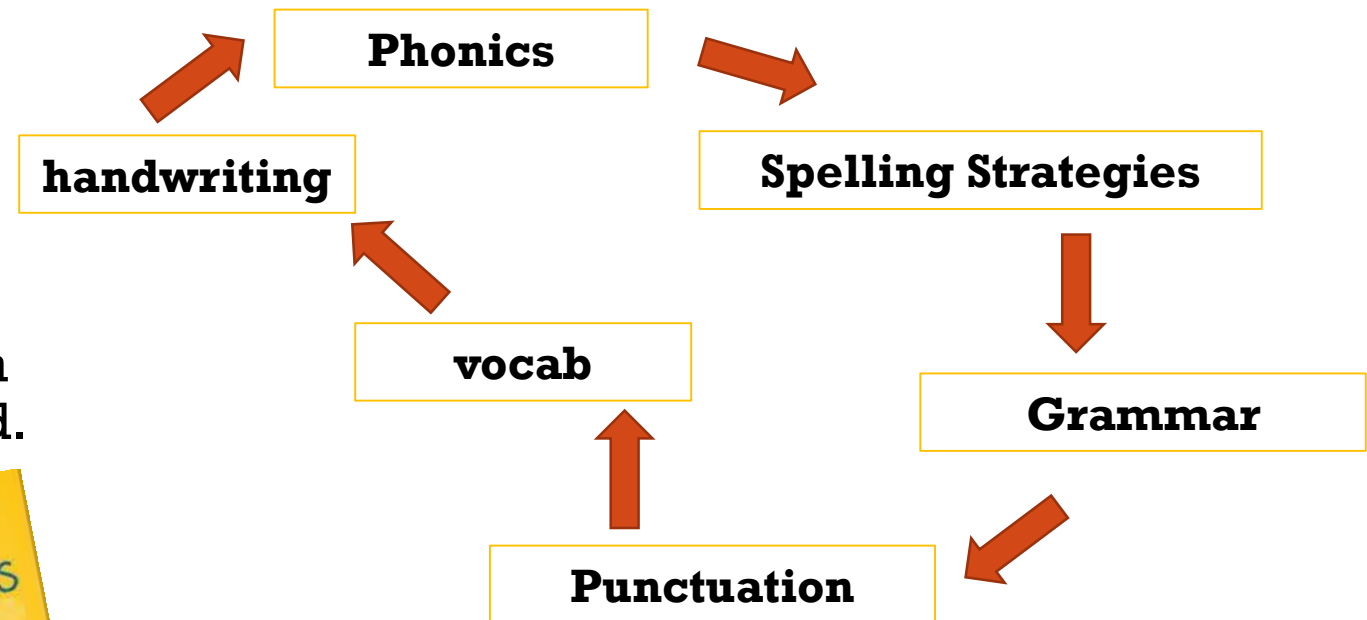 Phonics
handwriting
Spelling Strategies
vocab
Grammar
Punctuation